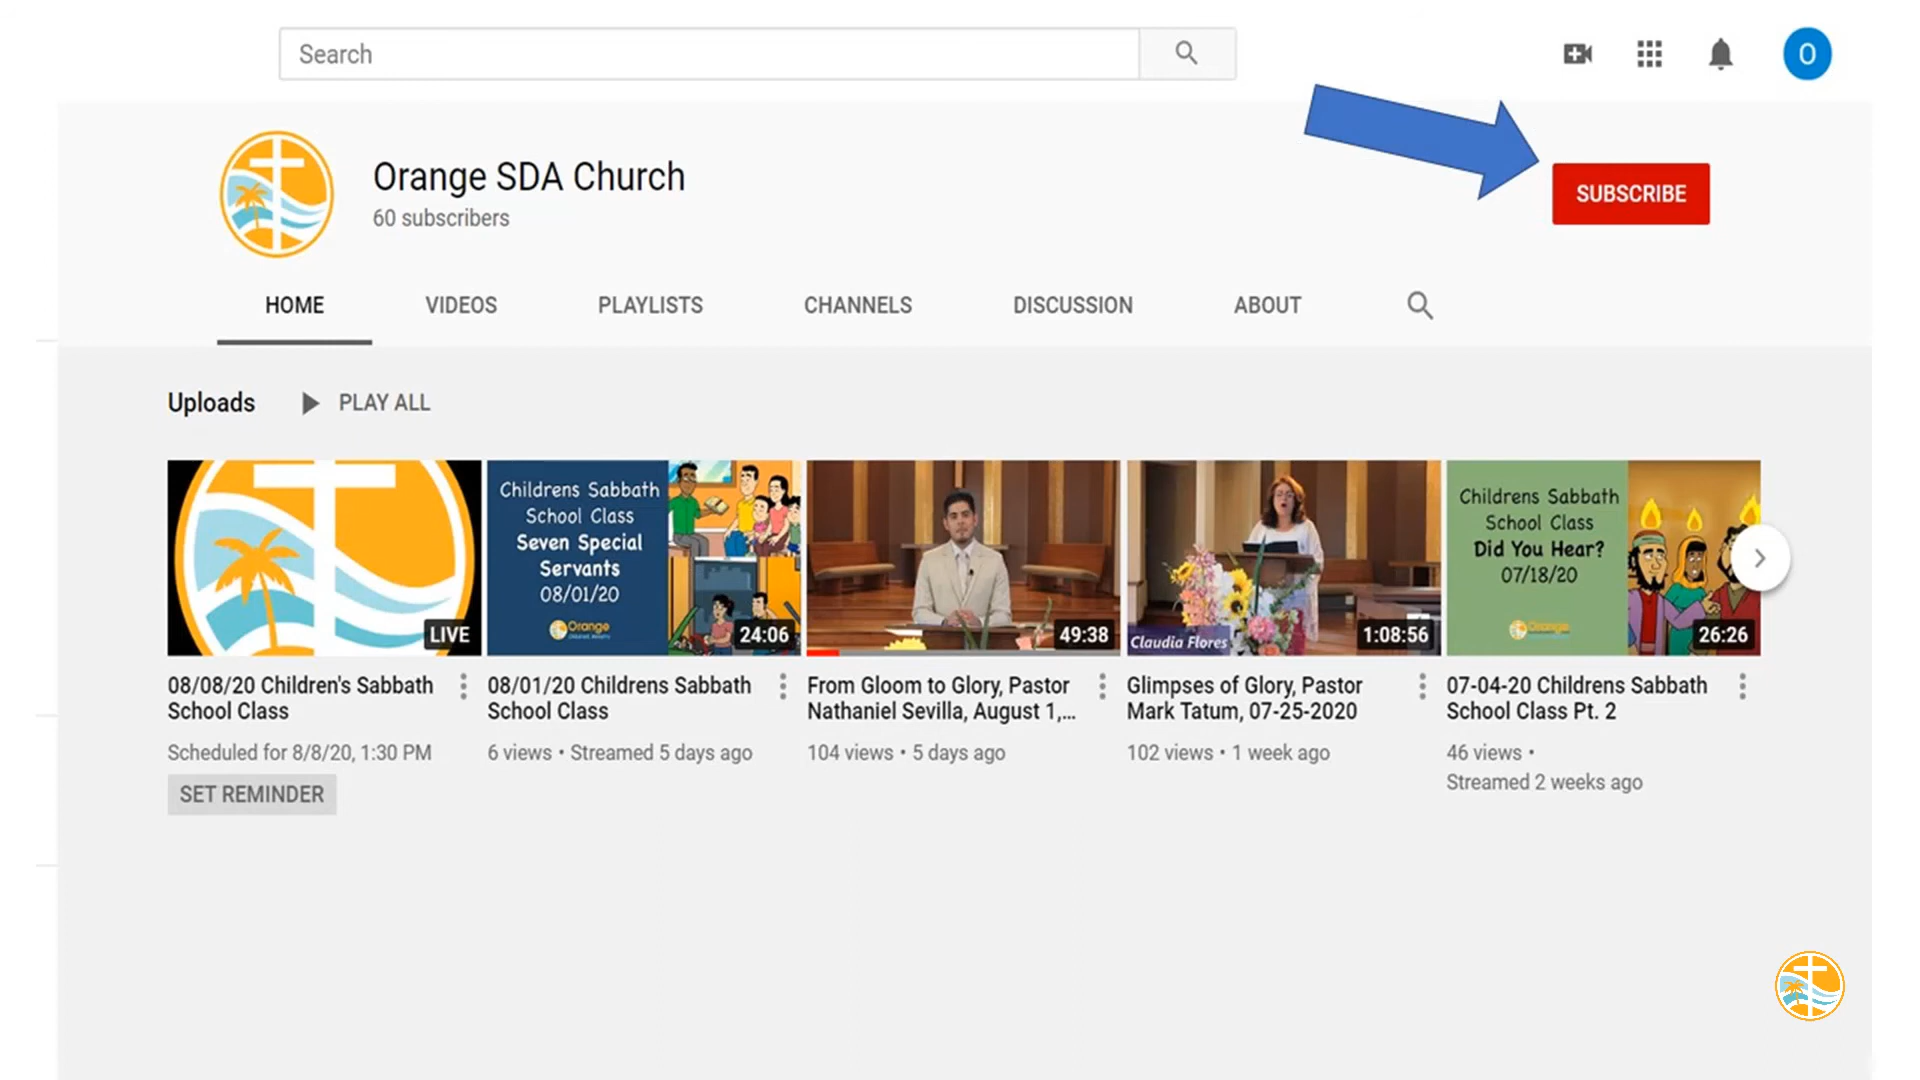 Search
O
Orange SDA Church
60 subscribers
SUBSCRIBE
HOME
VIDEOS
PLAYLISTS
CHANNELS
DISCUSSION
ABOUT
Uploads
PLAY ALL
LIVE
Childrens Sabbath
School Class
Seven Special
Servants
08/01/20
Orange
24:06
49:38
Claudia Flores
1:08:56
Childrens Sabbath
School Class
Did You Hear?
07/18/20
Orange
26:26
08/08/20 Children's Sabbath
School Class
Scheduled for 8/8/20, 1:30 PM
SET REMINDER
08/01/20 Childrens Sabbath
School Class
6 views • Streamed 5 days ago
From Gloom to Glory, Pastor
Nathaniel Sevilla, August 1,...
104 views • 5 days ago
Glimpses of Glory, Pastor
Mark Tatum, 07-25-2020
102 views • 1 week ago
07-04-20 Childrens Sabbath
School Class Pt. 2
46 views •
Streamed 2 weeks ago